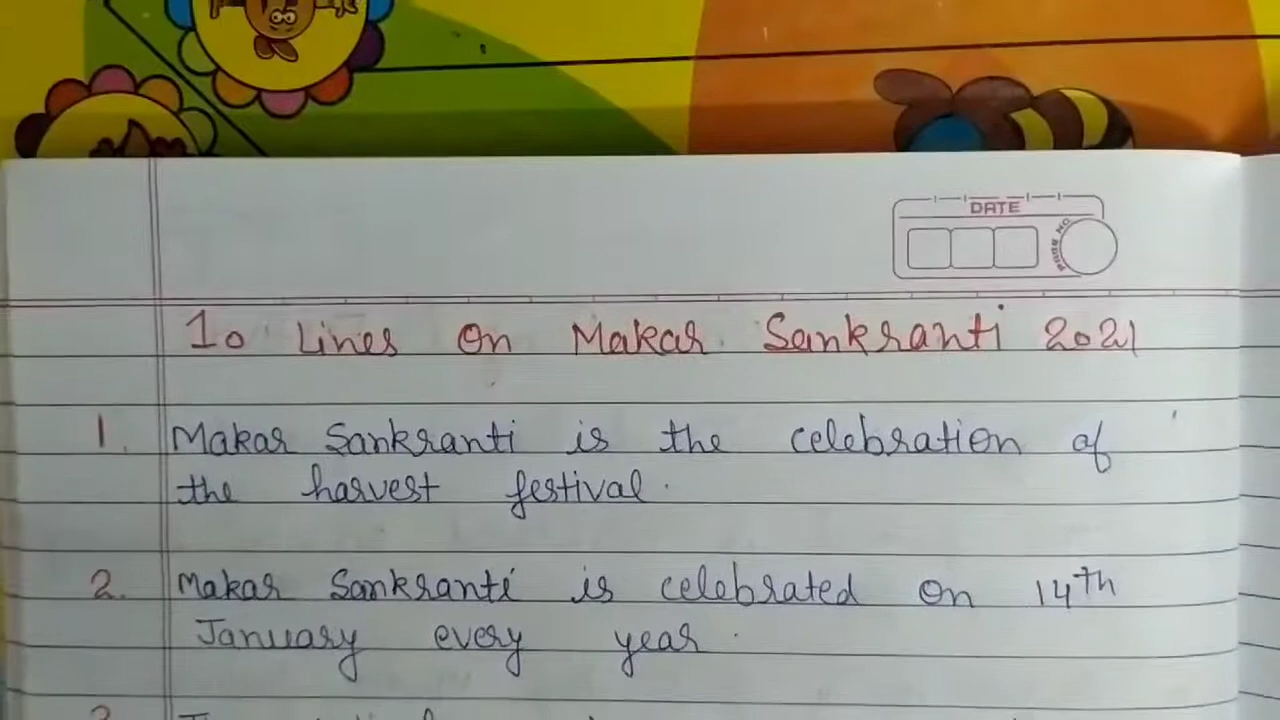 DATE
Page No
10 Lines On Makar Sankranti 2021
1. Makar Sankranti is the celebration of
the harvest festival.
2. Makar Sankranti is celebrated on 14th
January every year.
3.